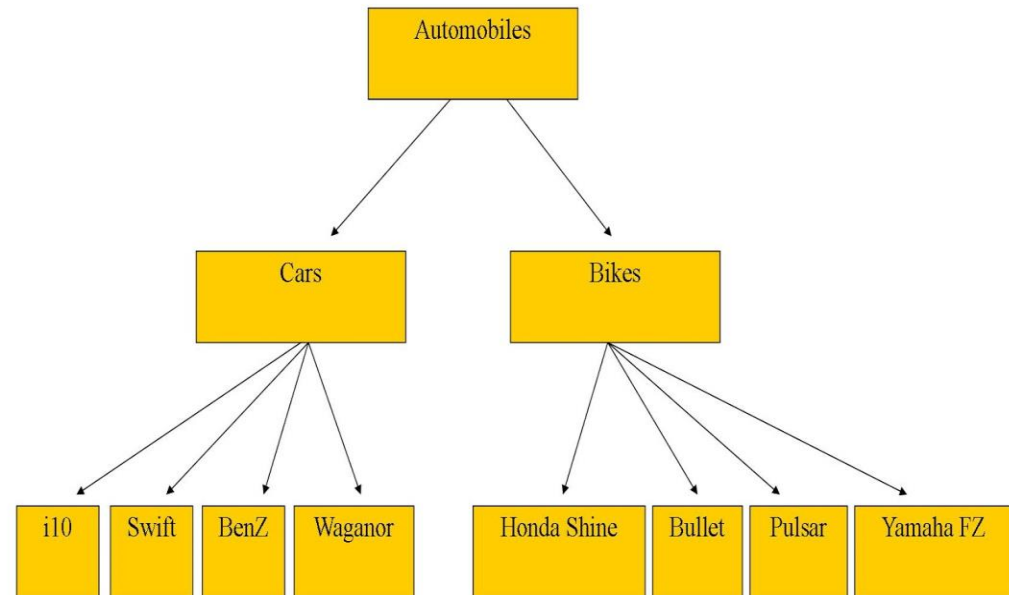 Automobiles
Cars
Bikes
i10
Swift
BenZ
Waganor
Honda Shine
Bullet
Pulsar
Yamaha FZ